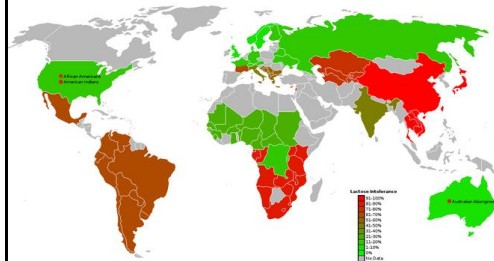 African Americans
American Indians
Lactose Intolerance
91-100%
81-90%
71-80%
61-70%
51-60%
41-50%
31-40%
21-30%
11-20%
1-10%
0%
No Data
Australian Aborigines